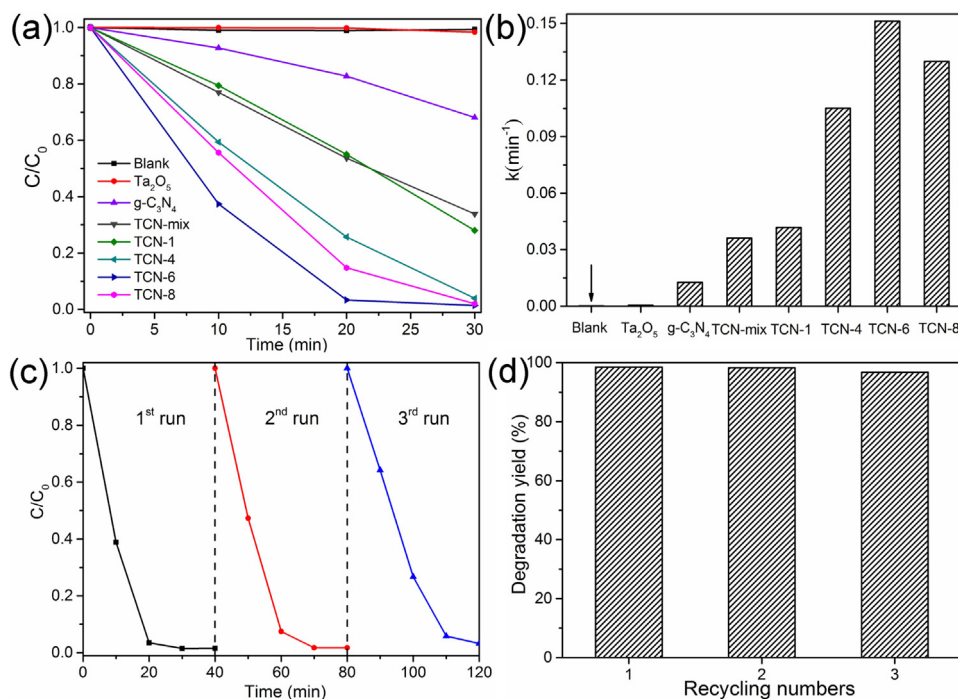 (a)
1.0
0.8
0.6
0.4
0.2
0.0
C/C₀
Blank
Ta₂O₅
g-C₃N₄
TCN-mix
TCN-1
TCN-4
TCN-6
TCN-8
0 10 20 30
Time (min)
(b)
0.15
0.12
0.09
0.06
0.03
0.00
k(min⁻¹)
Blank Ta₂O₅ g-C₃N₄ TCN-mix TCN-1 TCN-4 TCN-6 TCN-8
(c)
1.0
0.8
0.6
0.4
0.2
0.0
C/C₀
1ˢᵗ run 2ⁿᵈ run 3ʳᵈ run
0 20 40 60 80 100 120
Time (min)
(d)
100
80
60
40
20
0
Degradation yield (%)
1 2 3
Recycling numbers